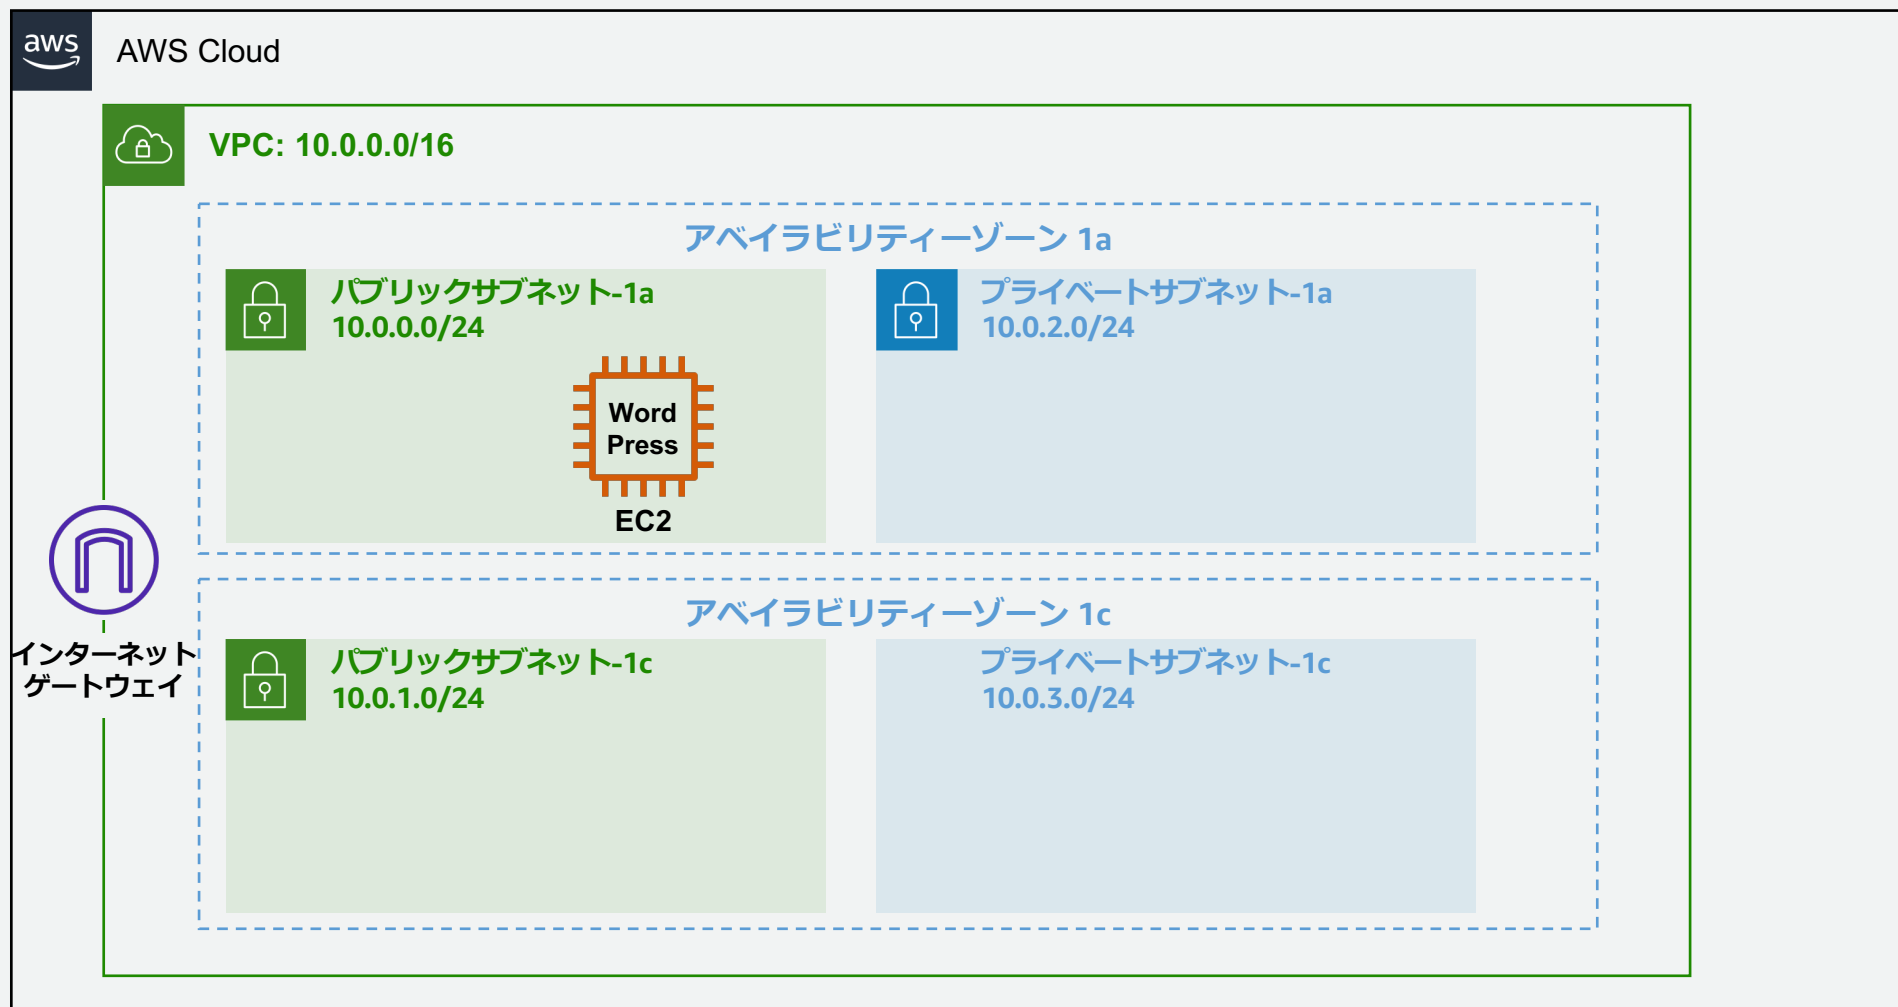 aws
AWS Cloud
VPC: 10.0.0.0/16
アベイラビリティーゾーン 1a
パブリックサブネット-1a
10.0.0.0/24
プライベートサブネット-1a
10.0.2.0/24
Word
Press
EC2
アベイラビリティーゾーン 1c
インターネット
ゲートウェイ
パブリックサブネット-1c
10.0.1.0/24
プライベートサブネット-1c
10.0.3.0/24